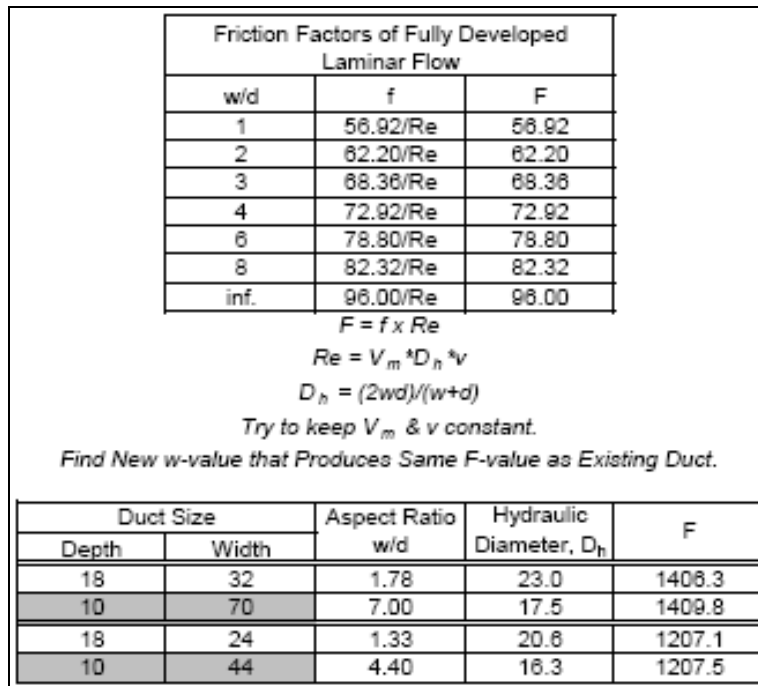 Friction Factors of Fully Developed
Laminar Flow
w/d f F
1 56.92/Re 56.92
2 62.20/Re 62.20
3 68.36/Re 68.36
4 72.92/Re 72.92
6 78.80/Re 78.80
8 82.32/Re 82.32
inf. 96.00/Re 96.00
F = f x Re
Re = V m *D h *v
D h = (2wd)/(w+d)
Try to keep V m & v constant.
Find New w-value that Produces Same F-value as Existing Duct.
Duct Size Aspect Ratio Hydraulic F
Depth Width w/d Diameter, Dh
18 32 1.78 23.0 1406.3
10 70 7.00 17.5 1409.8
18 24 1.33 20.6 1207.1
10 44 4.40 16.3 1207.5